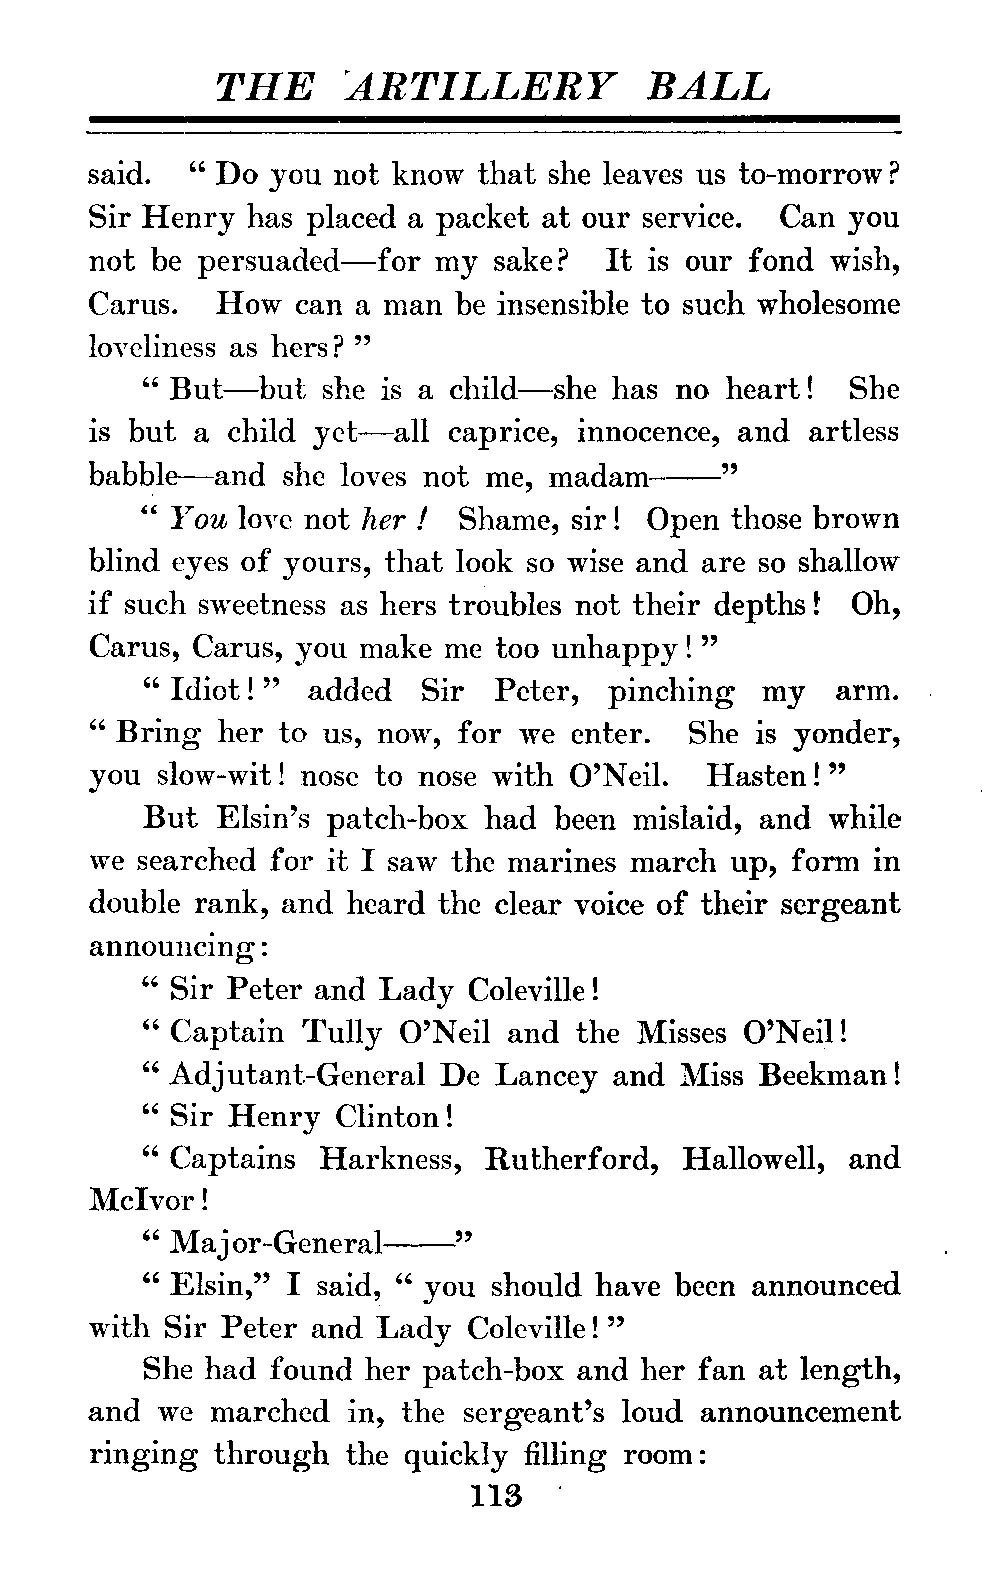 THE ARTILLERY BALL
said. “ Do you not know that she leaves us to-morrow?
Sir Henry has placed a packet at our service. Can you
not be persuaded—for my sake? It is our fond wish,
Carus. How can a man be insensible to such wholesome
loveliness as hers? ”
“ But—but she is a child—she has no heart! She
is but a child yet—all caprice, innocence, and artless
babble—and she loves not me, madam——”
“ You love not her ! Shame, sir! Open those brown
blind eyes of yours, that look so wise and are so shallow
if such sweetness as hers troubles not their depths! Oh,
Carus, Carus, you make me too unhappy! ”
“ Idiot! ” added Sir Peter, pinching my arm.
“ Bring her to us, now, for we enter. She is yonder,
you slow-wit! nose to nose with O’Neil. Hasten! ”
But Elsin’s patch-box had been mislaid, and while
we searched for it I saw the marines march up, form in
double rank, and heard the clear voice of their sergeant
announcing:
“ Sir Peter and Lady Coleville!
“ Captain Tully O’Neil and the Misses O’Neil!
“ Adjutant-General De Lancey and Miss Beekman!
“ Sir Henry Clinton!
“ Captains Harkness, Rutherford, Hallowell, and
McIvor!
“ Major-General——”
“ Elsin,” I said, “ you should have been announced
with Sir Peter and Lady Coleville! ”
She had found her patch-box and her fan at length,
and we marched in, the sergeant’s loud announcement
ringing through the quickly filling room:
113